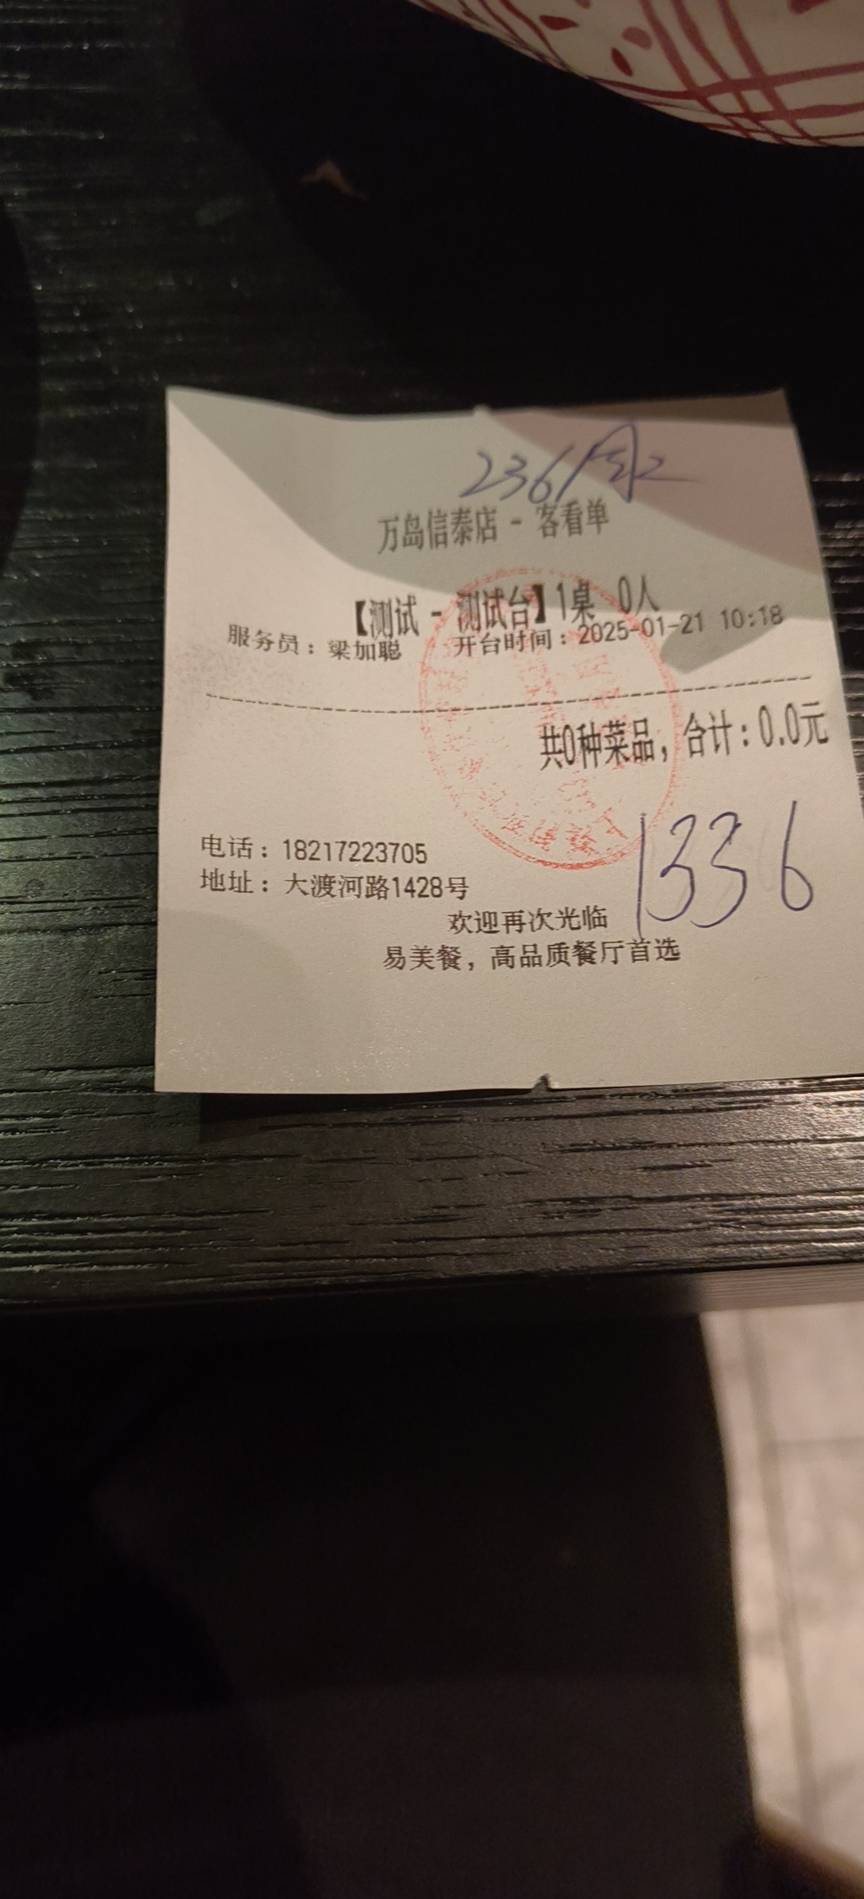 万岛信泰店 - 客看单
【测试 - 测试台】1桌 0人
服务员：梁加聪 开台时间：2025-01-21 10:18
共0种菜品，合计：0.0元
1336
电话：18217223705
地址：大渡河路1428号
欢迎再次光临
易美餐，高品质餐厅首选